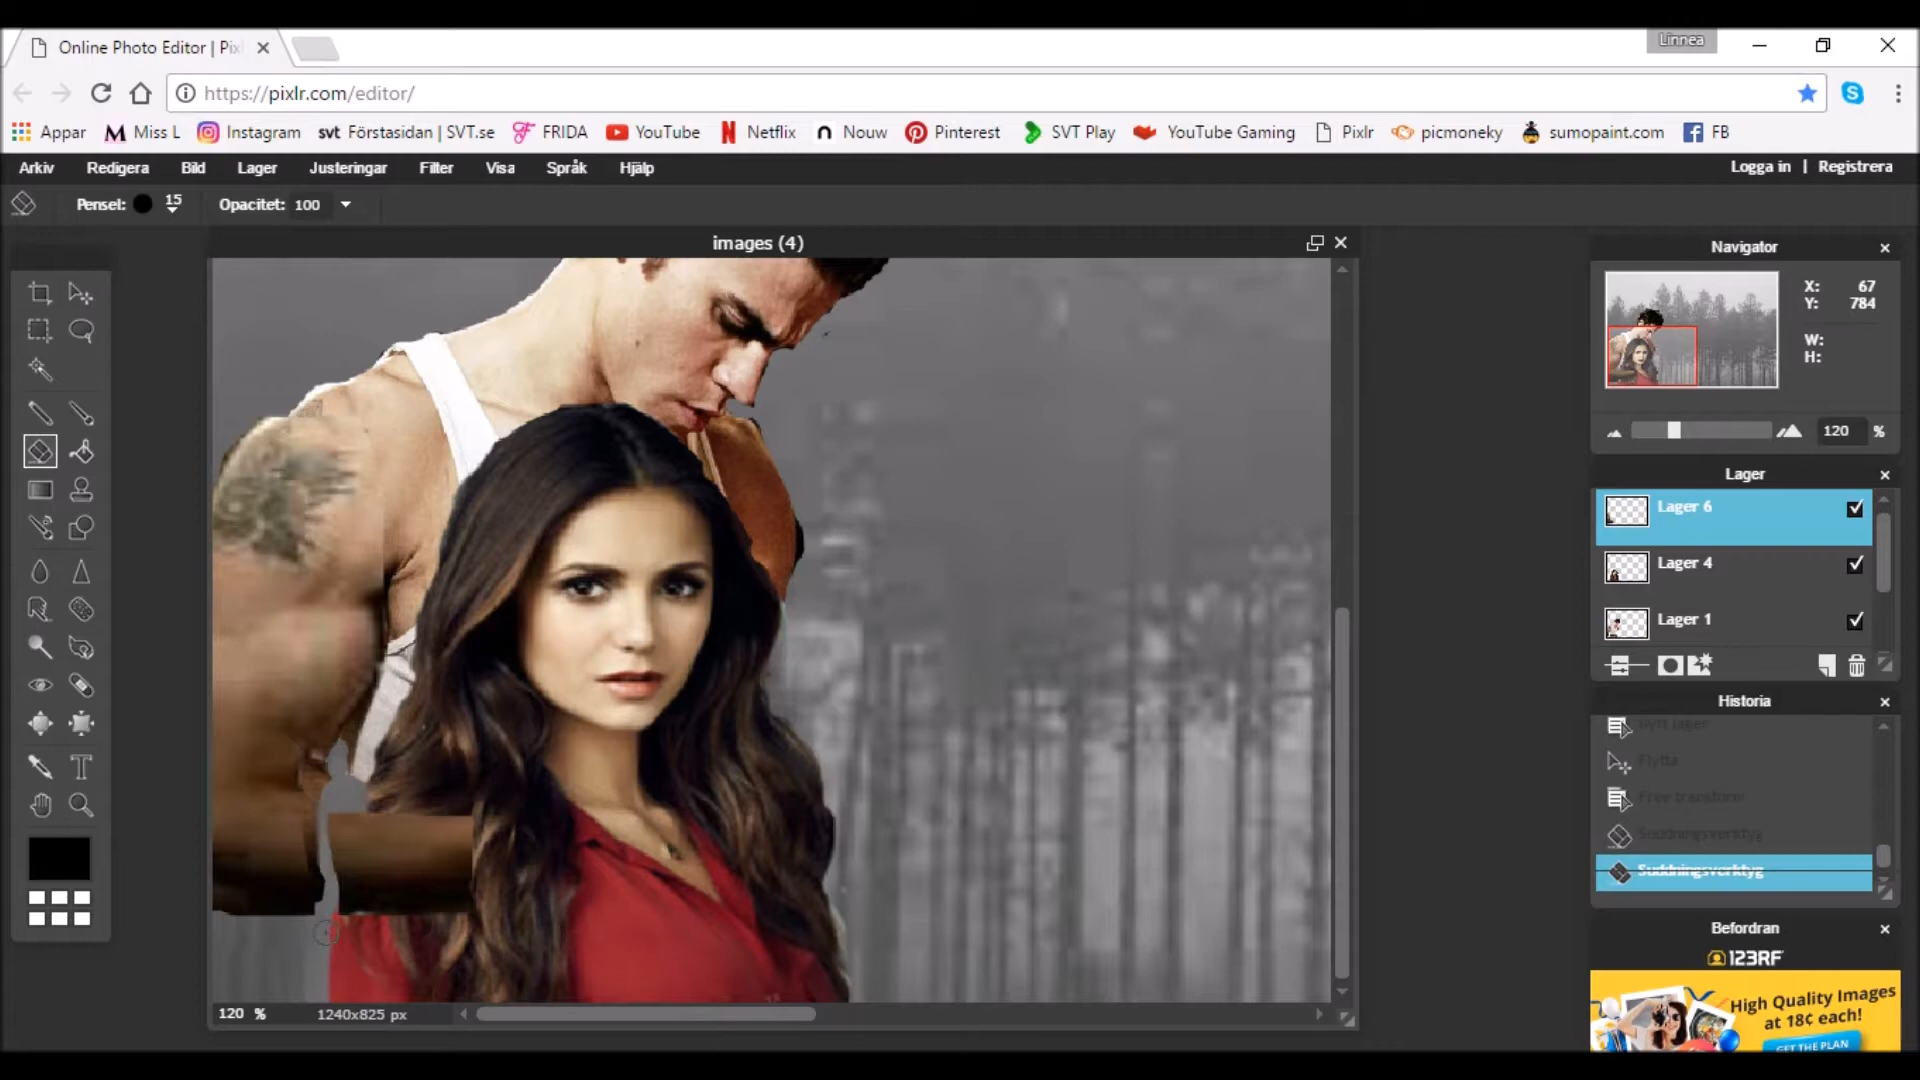 Online Photo Editor | Pix
Linnea
https://pixlr.com/editor/
Appar Miss L Instagram svt Förstasidan | SVT.se FRIDA YouTube Netflix n Nouw Pinterest SVT Play YouTube Gaming Pixlr picmoneky sumopaint.com FB
Arkiv Redigera Bild Lager Justeringar Filter Visa Språk Hjälp Logga in | Registrera
Pensel: 15 Opacitet: 100
images (4)
Navigator
X: 67
Y: 784
W:
H:
120 %
Lager
Lager 6
Lager 4
Lager 1
Historia
Flytt lager
Flytta
Free transform
Suddningsverktyg
Suddningsverktyg
Befordran
123RF
High Quality Images
at 18¢ each!
GET THE PLAN
120 % 1240x825 px